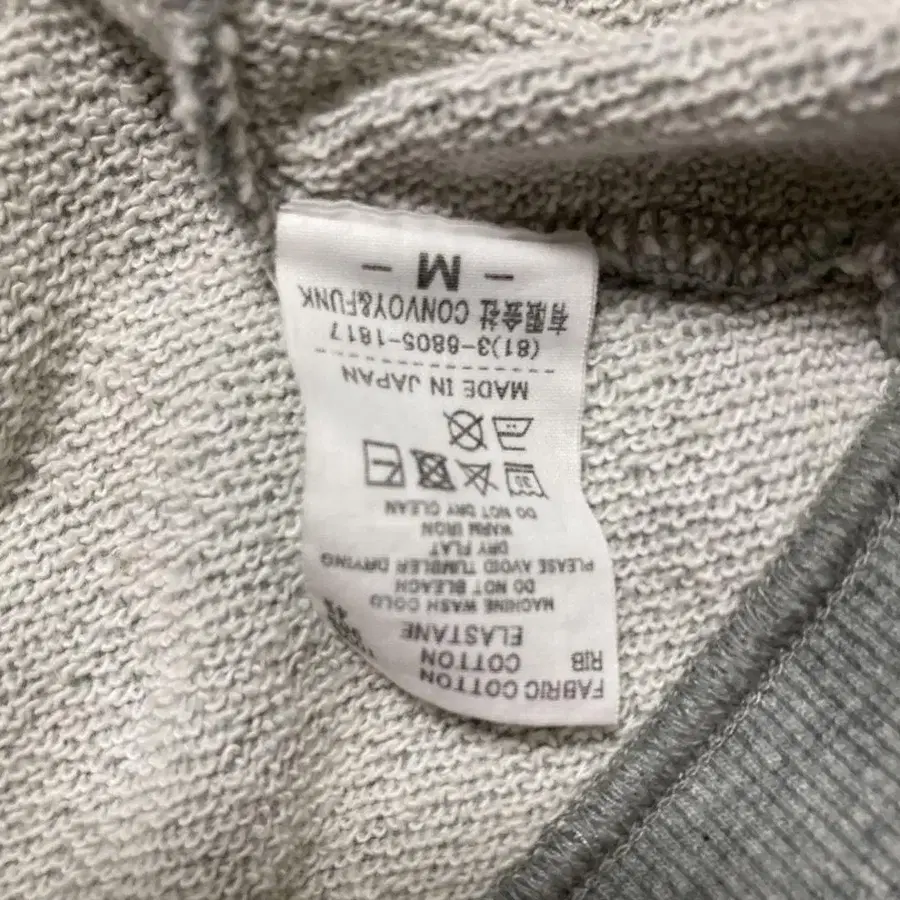 FABRIC COTTON
RIB COTTON
ELASTANE
MACHINE WASH COLD
DO NOT BLEACH
PLEASE AVOID TUMBLER DRYING
DRY FLAT
WARM IRON
DO NOT DRY CLEAN
30
MADE IN JAPAN
(81)3-6805-1817
有限会社 CONVOY&FUNK
- M -